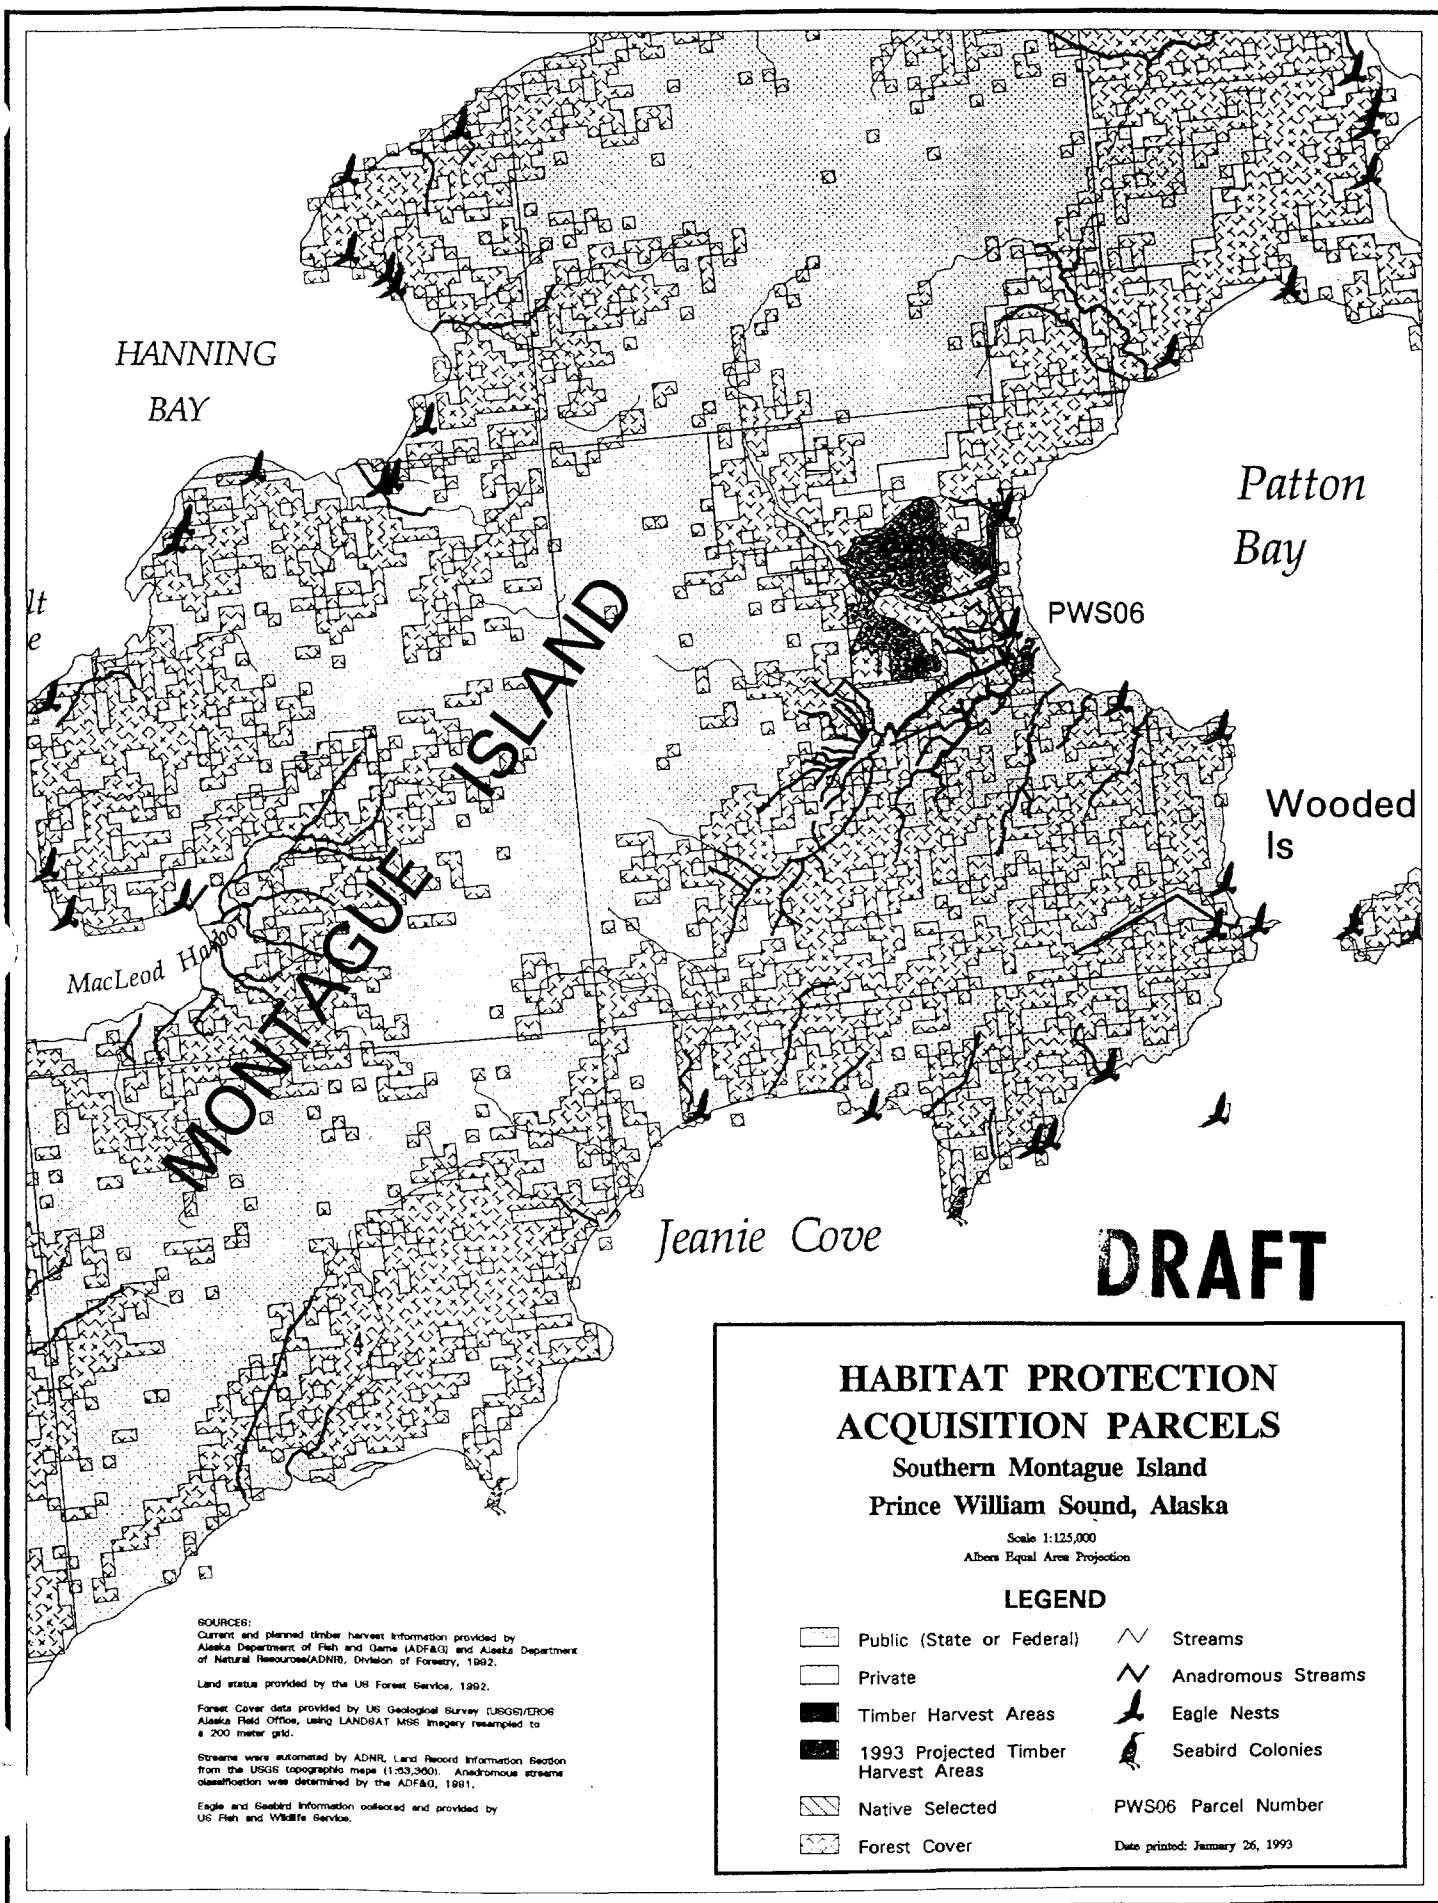 HANNING
BAY
Patton
Bay
lt
e
PWS06
MONTAGUE ISLAND
Wooded
Is
3
MacLeod Harbor
Jeanie Cove
4
DRAFT
HABITAT PROTECTION
ACQUISITION PARCELS
Southern Montague Island
Prince William Sound, Alaska
Scale 1:125,000
Albers Equal Area Projection
LEGEND
Public (State or Federal)
Private
Timber Harvest Areas
1993 Projected Timber
Harvest Areas
Native Selected
Forest Cover
Streams
Anadromous Streams
Eagle Nests
Seabird Colonies
PWS06 Parcel Number
Date printed: January 26, 1993
SOURCES:
Current and planned timber harvest information provided by
Alaska Department of Fish and Game (ADF&G) and Alaska Department
of Natural Resources(ADNR), Division of Forestry, 1992.
Land status provided by the US Forest Service, 1992.
Forest Cover data provided by US Geological Survey (USGS)/EROS
Alaska Field Office, using LANDSAT MSS imagery resampled to
a 200 meter grid.
Streams were automated by ADNR, Land Record Information Section
from the USGS topographic maps (1:63,360). Anadromous streams
classification was determined by the ADF&G, 1991.
Eagle and Seabird information collected and provided by
US Fish and Wildlife Service.